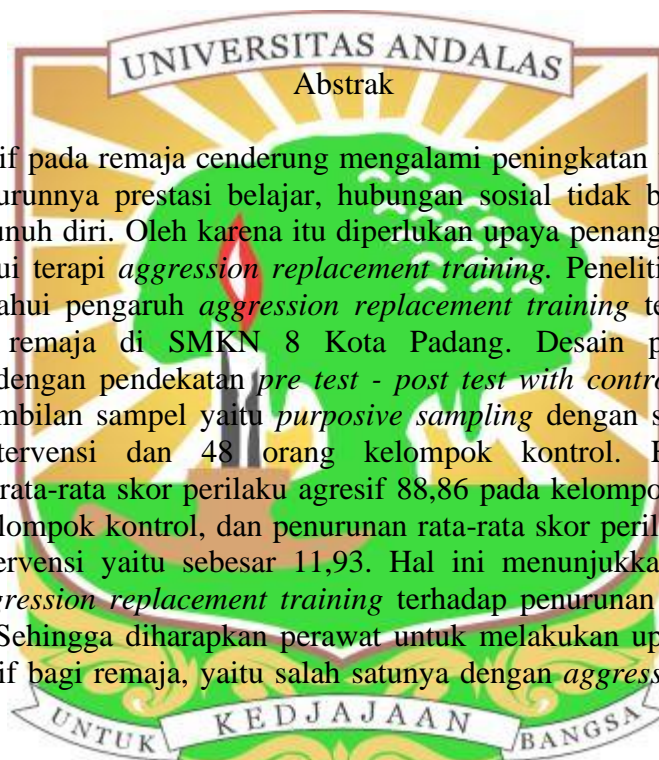 UNIVERSITAS ANDALAS
Abstrak
if pada remaja cenderung mengalami peningkatan
urunnya prestasi belajar, hubungan sosial tidak b
unuh diri. Oleh karena itu diperlukan upaya penang
ui terapi aggression replacement training. Peneliti
ahui pengaruh aggression replacement training te
remaja di SMKN 8 Kota Padang. Desain p
dengan pendekatan pre test - post test with contro
mbilan sampel yaitu purposive sampling dengan s
tervensi dan 48 orang kelompok kontrol.
rata-rata skor perilaku agresif 88,86 pada kelompo
lompok kontrol, dan penurunan rata-rata skor peril
ervensi yaitu sebesar 11,93. Hal ini menunjukka
gression replacement training terhadap penurunan
Sehingga diharapkan perawat untuk melakukan up
if bagi remaja, yaitu salah satunya dengan aggress
UNTUK KEDJAJAAN BANGSA